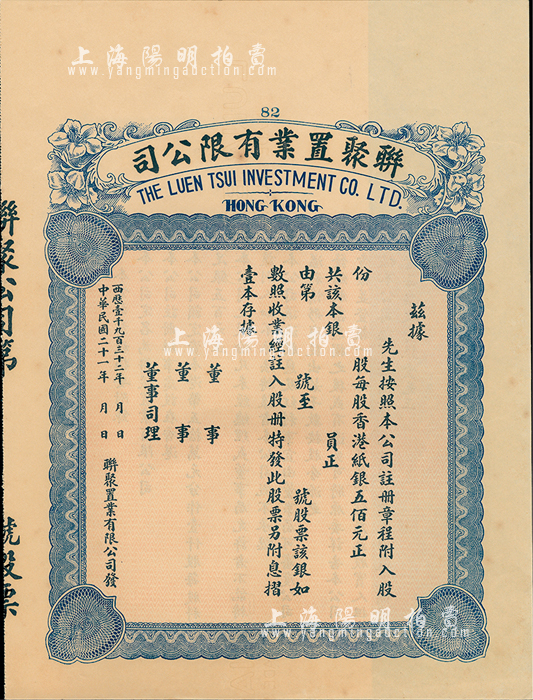 上海陽明拍賣
www.yangmingauction.com
82
聯聚置業有限公司
THE LUEN TSUI INVESTMENT CO. LTD.
HONG KONG
茲據
先生按照本公司註册章程附入股
份 股每股香港紙銀五佰元正
共該本銀 員正
由第 號至 號股票該銀如
數照收業經註入股册特發此股票另附息摺
壹本存據
董事
董事
董事司理
西歷壹千九百三十二年 月 日
中華民國二十一年 月 日
聯聚置業有限公司發
聯聚公司第 號股票
上海陽明拍賣
www.yangmingauction.com
上海陽明拍賣
www.yangmingauction.com